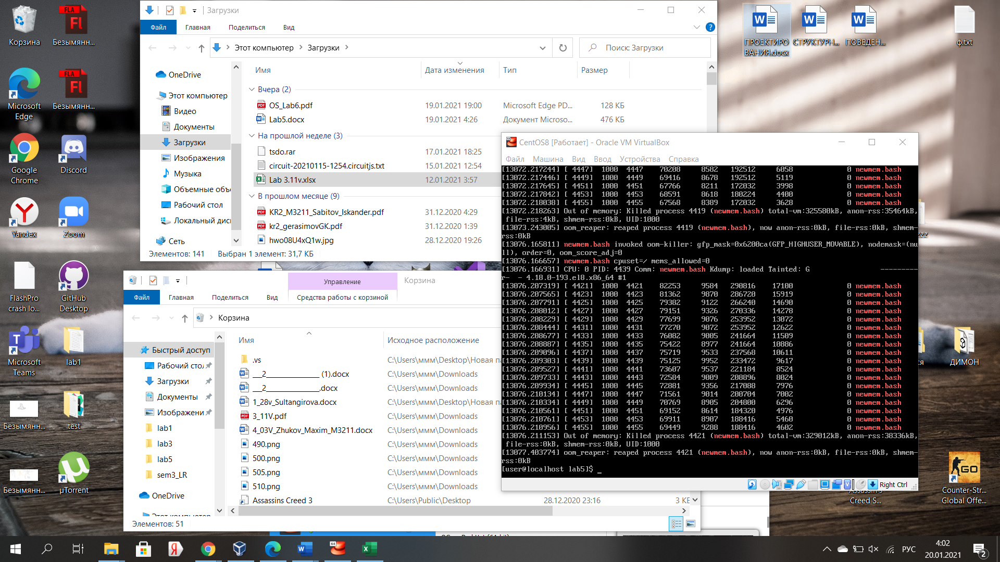 Корзина
Безымянн...
Microsoft
Edge
Безымянн...
Google
Chrome
Discord
Yandex
Zoom
FlashPro
crash lo...
GitHub
Desktop
Microsoft
Teams
lab1
Безымянн...
test
Безымянн...
µTorrent
Загрузки
Файл Главная Поделиться Вид
Этот компьютер > Загрузки >
Поиск: Загрузки
OneDrive
Этот компьютер
Видео
Документы
Загрузки
Изображения
Музыка
Объемные объ
Рабочий стол
Локальный дис
Сеть
Имя Дата изменения Тип Размер
Вчера (2)
OS_Lab6.pdf 19.01.2021 19:00 Microsoft Edge PD... 128 КБ
Lab5.docx 19.01.2021 4:26 Документ Microso... 476 КБ
На прошлой неделе (3)
tsdo.rar 17.01.2021 18:25
circuit-20210115-1254.circuitjs.txt 15.01.2021 12:54
Lab 3.11v.xlsx 12.01.2021 3:57
В прошлом месяце (9)
KR2_M3211_Sabitov_Iskander.pdf 31.12.2020 4:29
kr2_gerasimovGK.pdf 31.12.2020 1:39
hwo08U4xQ1w.jpg 28.12.2020 19:26
Элементов: 141 Выбран 1 элемент: 31,7 КБ
Управление
Корзина
Файл Главная Поделиться Вид Средства работы с корзиной
Корзина
Быстрый доступ
Рабочий стол
Загрузки
Документы
Изображени
lab1
lab3
lab5
sem3_LR
OneDrive
Этот компьютер
Имя Исходное расположение
.vs C:\Users\ммм\Desktop\Новая па
__2______________ (1).docx C:\Users\ммм\Downloads
__2______________.docx C:\Users\ммм\Downloads
1_28v_Sultangirova.docx C:\Users\ммм\Desktop\Новая па
3_11V.pdf C:\Users\ммм\Downloads
4_03V_Zhukov_Maxim_M3211.docx C:\Users\ммм\Downloads
490.png C:\Users\ммм\Downloads
500.png C:\Users\ммм\Downloads
505.png C:\Users\ммм\Downloads
510.png C:\Users\ммм\Downloads
Assassins Creed 3 C:\Users\Public\Desktop 28.12.2020 23:16 3 КБ
Элементов: 51
ПРОЕКТИРО
ВАНИЯ.docx
СТРУКТУРН...
ПОВЕДЕН...
ф.txt
CentOS8 [Работает] - Oracle VM VirtualBox
Файл Машина Вид Ввод Устройства Справка
[13072.217244] [ 4447] 1000 4447 70208 8582 192512 6058 0 newmem.bash
[13072.217446] [ 4449] 1000 4449 69416 8678 192512 5119 0 newmem.bash
[13072.217645] [ 4451] 1000 4451 67766 8211 172032 3998 0 newmem.bash
[13072.217842] [ 4453] 1000 4453 68591 8618 180224 4400 0 newmem.bash
[13072.218038] [ 4455] 1000 4455 67568 8389 172032 3628 0 newmem.bash
[13072.218263] Out of memory: Killed process 4419 (newmem.bash) total-vm:325580kB, anon-rss:35464kB,
file-rss:4kB, shmem-rss:0kB, UID:1000
[13073.243005] oom_reaper: reaped process 4419 (newmem.bash), now anon-rss:0kB, file-rss:0kB, shmem-
rss:0kB
[13076.165811] newmem.bash invoked oom-killer: gfp_mask=0x6200ca(GFP_HIGHUSER_MOVABLE), nodemask=(nu
ll), order=0, oom_score_adj=0
[13076.166657] newmem.bash cpuset=/ mems_allowed=0
[13076.166931] CPU: 0 PID: 4439 Comm: newmem.bash Kdump: loaded Tainted: G ---------
r- - 4.18.0-193.el8.x86_64 #1
[13076.207319] [ 4421] 1000 4421 82253 9584 290816 17100 0 newmem.bash
[13076.207565] [ 4423] 1000 4423 81362 9870 286720 15919 0 newmem.bash
[13076.207791] [ 4425] 1000 4425 79382 9122 266240 14690 0 newmem.bash
[13076.208012] [ 4427] 1000 4427 79151 9326 270336 14278 0 newmem.bash
[13076.208229] [ 4429] 1000 4429 77699 9076 253952 13072 0 newmem.bash
[13076.208444] [ 4431] 1000 4431 77270 9072 253952 12622 0 newmem.bash
[13076.208677] [ 4433] 1000 4433 76082 9005 241664 11509 0 newmem.bash
[13076.208887] [ 4435] 1000 4435 75422 8977 241664 10886 0 newmem.bash
[13076.209096] [ 4437] 1000 4437 75719 9533 237568 10611 0 newmem.bash
[13076.209303] [ 4439] 1000 4439 75125 9952 233472 9617 0 newmem.bash
[13076.209527] [ 4441] 1000 4441 73607 9537 221184 8524 0 newmem.bash
[13076.209733] [ 4443] 1000 4443 72584 9009 208896 8024 0 newmem.bash
[13076.209934] [ 4445] 1000 4445 72881 9356 217088 7976 0 newmem.bash
[13076.210134] [ 4447] 1000 4447 71561 9014 200704 7002 0 newmem.bash
[13076.210334] [ 4449] 1000 4449 70769 8905 204800 6296 0 newmem.bash
[13076.210561] [ 4451] 1000 4451 69152 8614 184320 4976 0 newmem.bash
[13076.210761] [ 4453] 1000 4453 69911 8907 188416 5460 0 newmem.bash
[13076.210956] [ 4455] 1000 4455 69449 9288 188416 4602 0 newmem.bash
[13076.211153] Out of memory: Killed process 4421 (newmem.bash) total-vm:329012kB, anon-rss:38336kB,
file-rss:0kB, shmem-rss:0kB, UID:1000
[13077.403774] oom_reaper: reaped process 4421 (newmem.bash), now anon-rss:0kB, file-rss:0kB, shmem-
rss:0kB
[user@localhost lab5]$ _
Right Ctrl
zzz
ся
ДИМОН
Creed S...
Counter-Str...
Global Offe...
РУС
4:02
20.01.2021
2